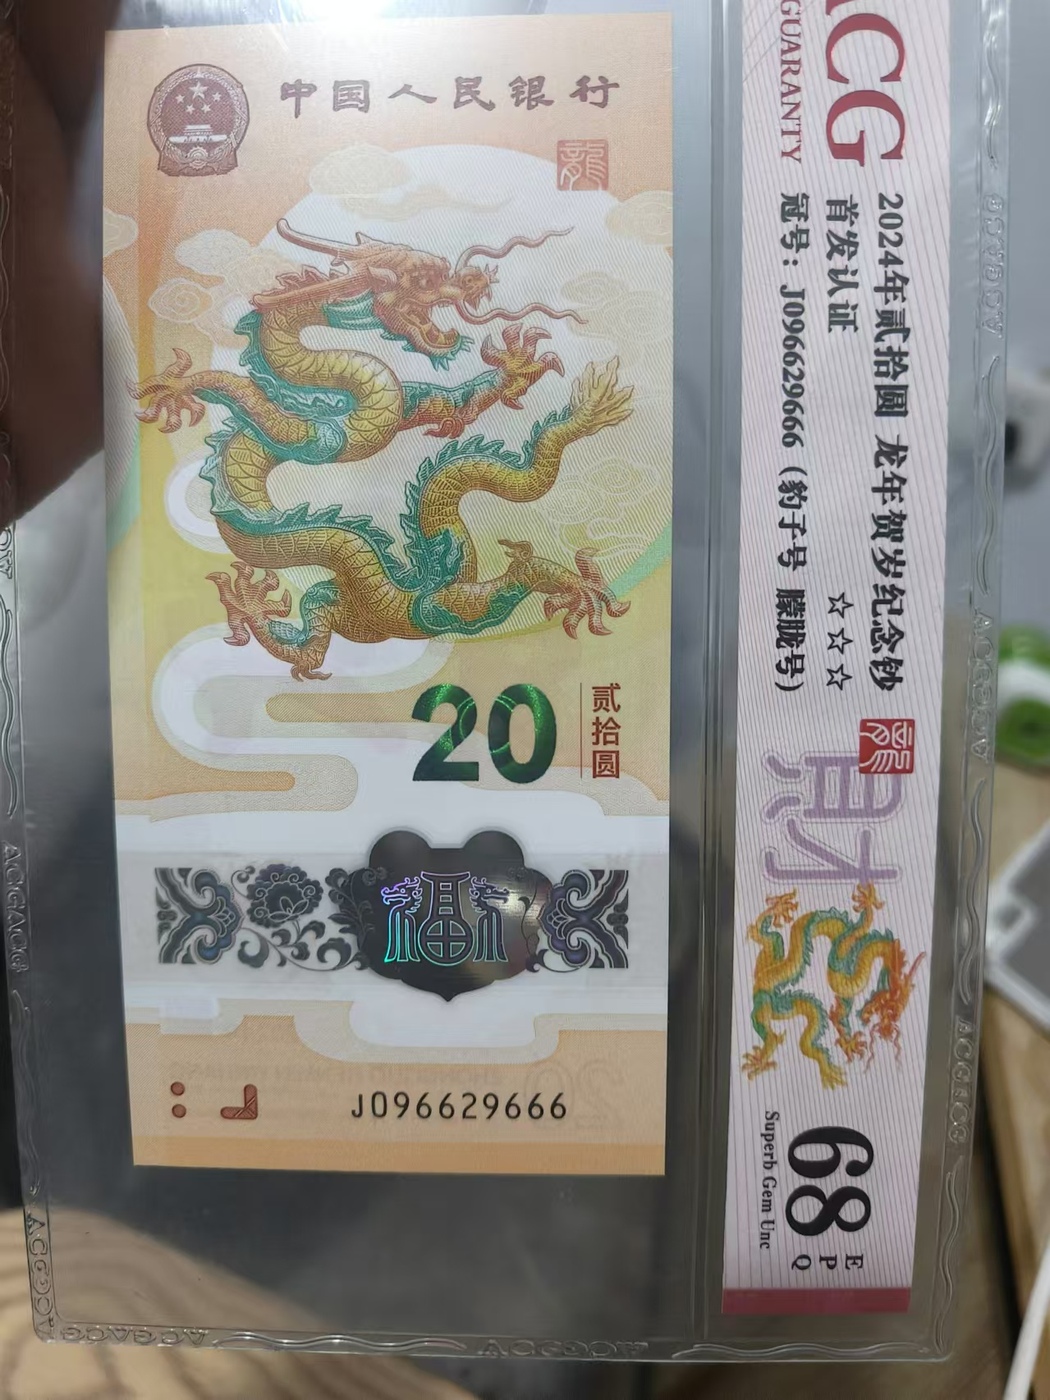 中国人民银行
龍
20
贰拾圆
福
J096629666
ACG
GUARANTY
2024年贰拾圆 龙年贺岁纪念钞
首发认证
☆☆☆
冠号：J096629666（豹子号 朦胧号）
龍
財
68
E
P
Q
Superb Gem Unc